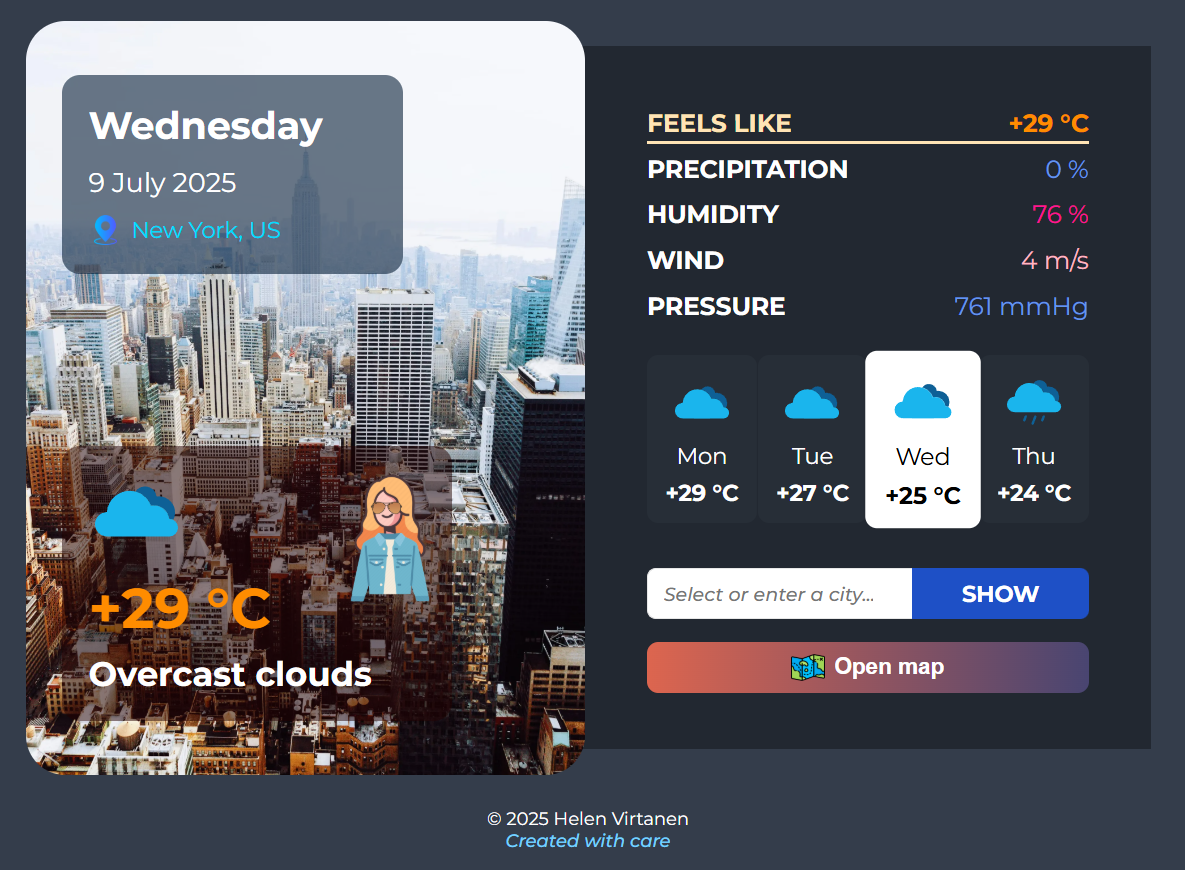 Wednesday
9 July 2025
New York, US
+29 °C
Overcast clouds
FEELS LIKE +29 °C
PRECIPITATION 0 %
HUMIDITY 76 %
WIND 4 m/s
PRESSURE 761 mmHg
Mon Tue Wed Thu
+29 °C +27 °C +25 °C +24 °C
Select or enter a city... SHOW
Open map
© 2025 Helen Virtanen
Created with care